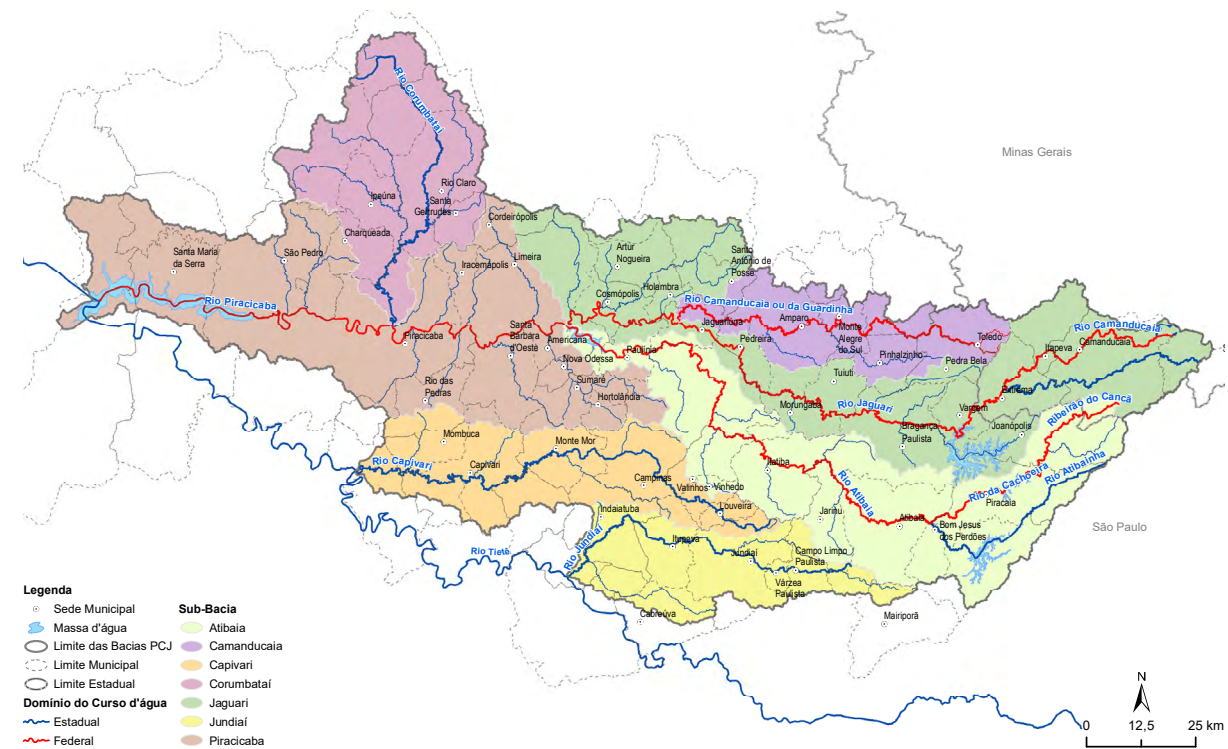 Minas Gerais
Rio Corumbataí
Rio Claro
Ipeúna
Santa
Gertrudes
Cordeirópolis
Charqueada
Santa Maria
da Serra
São Pedro
Iracemápolis
Limeira
Artur
Nogueira
Santo
Antônio de
Posse
Cosmópolis
Holambra
Rio Camanducaia ou da Guardinha
Rio Piracicaba
Jaguariúna
Amparo
Monte
Alegre
do Sul
Toledo
Rio Camanducaia
Camanducaia
Itapeva
Piracicaba
Santa
Bárbara
d'Oeste
Americana
Nova Odessa
Paulínia
Pedreira
Pinhalzinho
Pedra Bela
Tuiuti
Extrema
Sumaré
Hortolândia
Rio das
Pedras
Morungaba
Rio Jaguari
Vargem
Ribeirão do Cancã
Joanópolis
Bragança
Paulista
Mombuca
Monte Mor
Rio Capivari
Capivari
Campinas
Valinhos
Vinhedo
Itatiba
Rio Atibaia
Rio da Cachoeira
Rio Atibainha
Piracaia
Louveira
Indaiatuba
Jarinu
Atibaia
Bom Jesus
dos Perdões
São Paulo
Rio Tietê
Rio Jundiaí
Itupeva
Jundiaí
Campo Limpo
Paulista
Várzea
Paulista
Cabreúva
Mairiporã
S
Legenda
Sede Municipal
Massa d'água
Limite das Bacias PCJ
Limite Municipal
Limite Estadual
Domínio do Curso d'água
Estadual
Federal
Sub-Bacia
Atibaia
Camanducaia
Capivari
Corumbataí
Jaguari
Jundiaí
Piracicaba
N
0 12,5 25 km